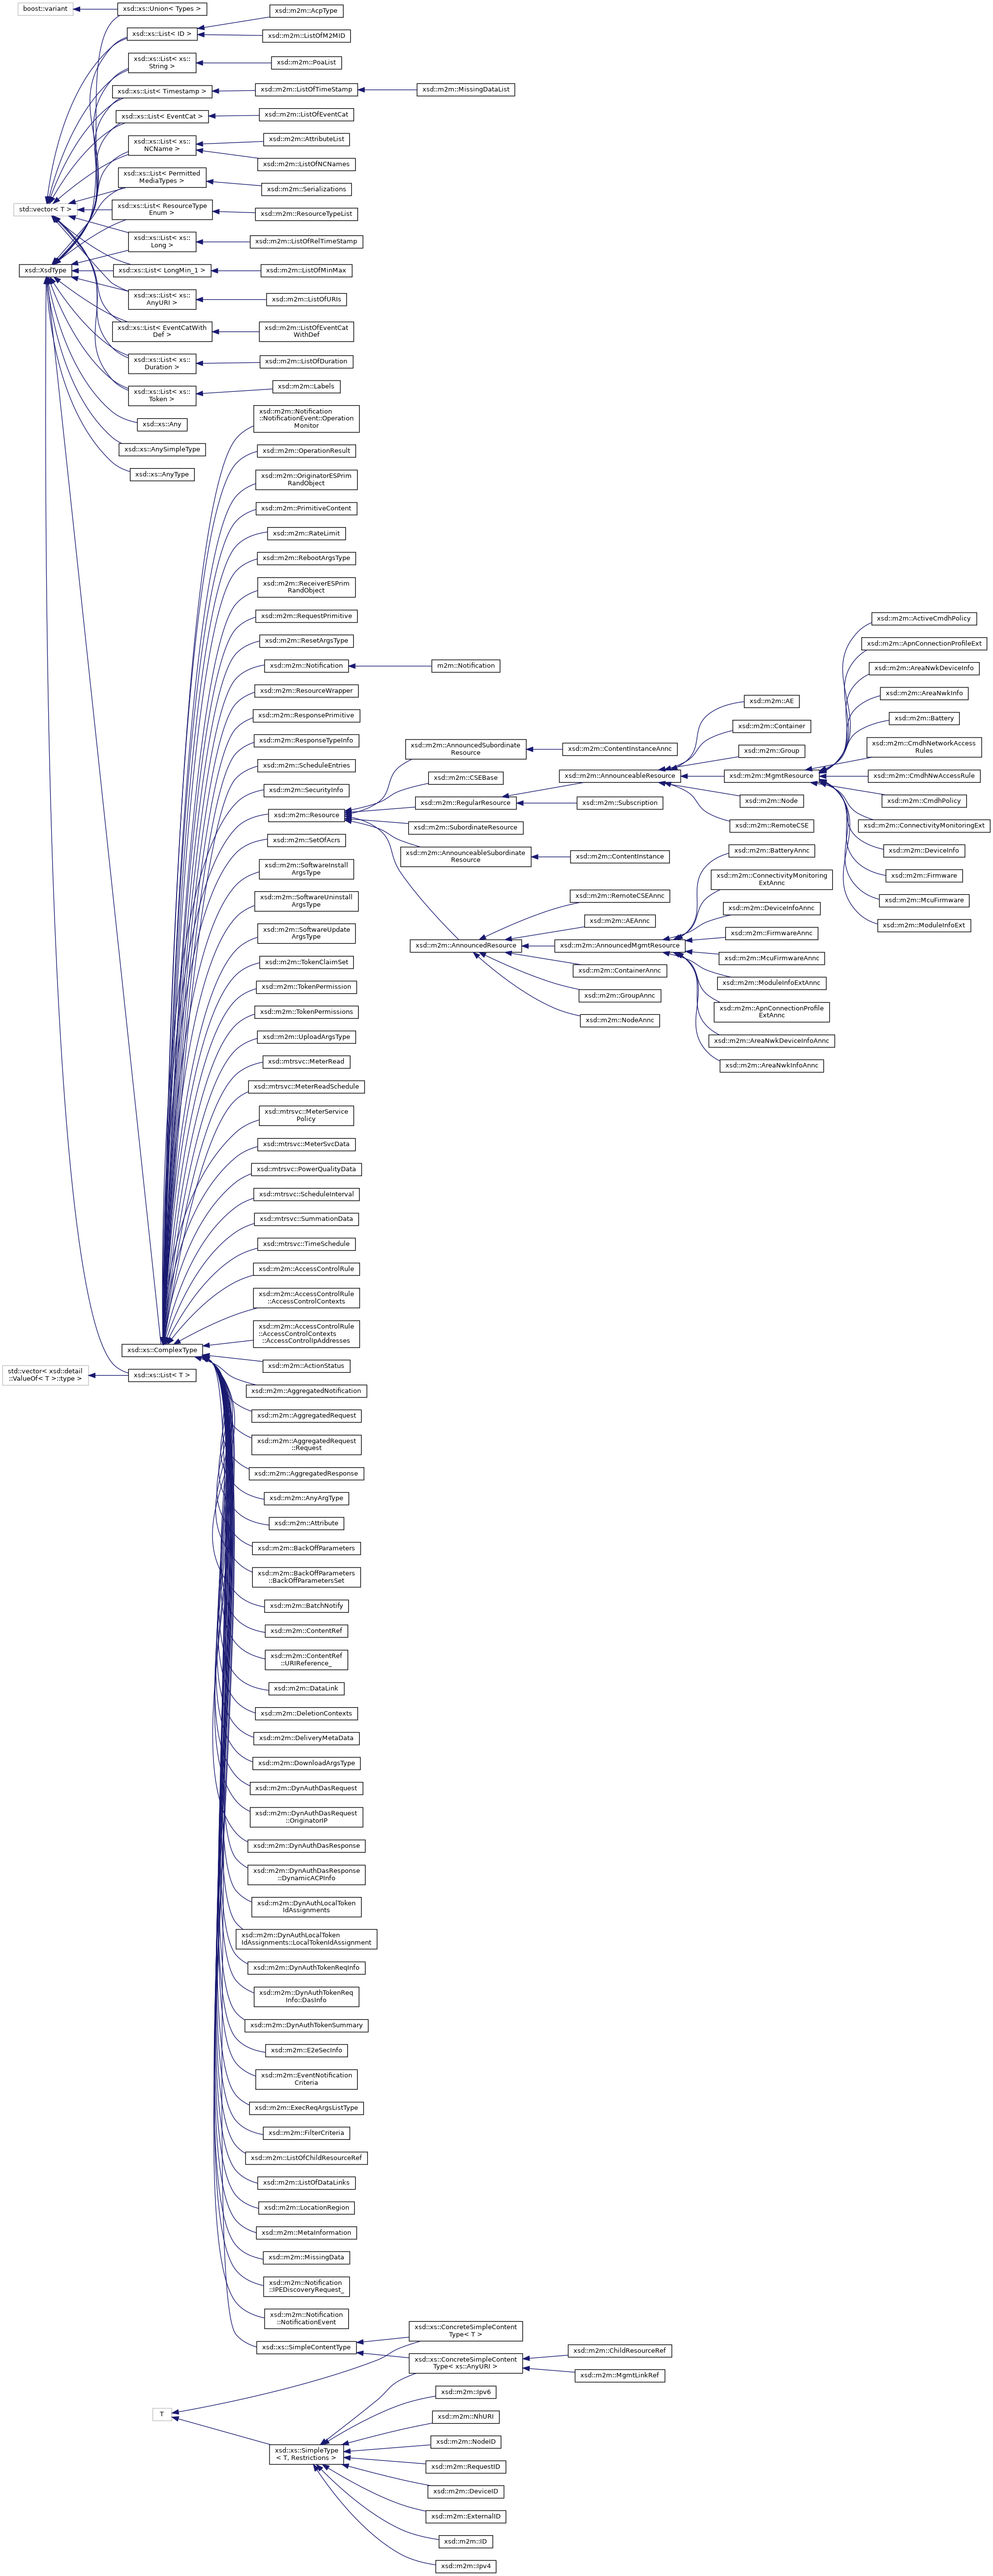 boost::variant
xsd::xs::Union< Types >
xsd::m2m::AcpType
xsd::xs::List< ID >
xsd::m2m::ListOfM2MID
xsd::xs::List< xs::
String >
xsd::m2m::PoaList
xsd::xs::List< Timestamp >
xsd::m2m::ListOfTimeStamp
xsd::m2m::MissingDataList
xsd::xs::List< EventCat >
xsd::m2m::ListOfEventCat
xsd::xs::List< xs::
NCName >
xsd::m2m::AttributeList
xsd::m2m::ListOfNCNames
xsd::xs::List< Permitted
MediaTypes >
xsd::m2m::Serializations
std::vector< T >
xsd::xs::List< ResourceType
Enum >
xsd::m2m::ResourceTypeList
xsd::xs::List< xs::
Long >
xsd::m2m::ListOfRelTimeStamp
xsd::XsdType
xsd::xs::List< LongMin_1 >
xsd::m2m::ListOfMinMax
xsd::xs::List< xs::
AnyURI >
xsd::m2m::ListOfURIs
xsd::xs::List< EventCatWith
Def >
xsd::m2m::ListOfEventCat
WithDef
xsd::xs::List< xs::
Duration >
xsd::m2m::ListOfDuration
xsd::xs::List< xs::
Token >
xsd::m2m::Labels
xsd::xs::Any
xsd::xs::AnySimpleType
xsd::xs::AnyType
xsd::m2m::Notification
::NotificationEvent::Operation
Monitor
xsd::m2m::OperationResult
xsd::m2m::OriginatorESPrim
RandObject
xsd::m2m::PrimitiveContent
xsd::m2m::RateLimit
xsd::m2m::RebootArgsType
xsd::m2m::ReceiverESPrim
RandObject
xsd::m2m::RequestPrimitive
xsd::m2m::ResetArgsType
xsd::m2m::Notification
m2m::Notification
xsd::m2m::ResourceWrapper
xsd::m2m::ResponsePrimitive
xsd::m2m::ResponseTypeInfo
xsd::m2m::ScheduleEntries
xsd::m2m::SecurityInfo
xsd::m2m::Resource
xsd::m2m::SetOfAcrs
xsd::m2m::SoftwareInstall
ArgsType
xsd::m2m::SoftwareUninstall
ArgsType
xsd::m2m::SoftwareUpdate
ArgsType
xsd::m2m::TokenClaimSet
xsd::m2m::TokenPermission
xsd::m2m::TokenPermissions
xsd::m2m::UploadArgsType
xsd::mtrsvc::MeterRead
xsd::mtrsvc::MeterReadSchedule
xsd::mtrsvc::MeterService
Policy
xsd::mtrsvc::MeterSvcData
xsd::mtrsvc::PowerQualityData
xsd::mtrsvc::ScheduleInterval
xsd::mtrsvc::SummationData
xsd::mtrsvc::TimeSchedule
xsd::m2m::AnnouncedSubordinate
Resource
xsd::m2m::ContentInstanceAnnc
xsd::m2m::CSEBase
xsd::m2m::RegularResource
xsd::m2m::AnnounceableResource
xsd::m2m::Subscription
xsd::m2m::SubordinateResource
xsd::m2m::AnnounceableSubordinate
Resource
xsd::m2m::ContentInstance
xsd::m2m::AE
xsd::m2m::Container
xsd::m2m::Group
xsd::m2m::MgmtResource
xsd::m2m::Node
xsd::m2m::RemoteCSE
xsd::m2m::ActiveCmdhPolicy
xsd::m2m::ApnConnectionProfileExt
xsd::m2m::AreaNwkDeviceInfo
xsd::m2m::AreaNwkInfo
xsd::m2m::Battery
xsd::m2m::CmdhNetworkAccess
Rules
xsd::m2m::CmdhNwAccessRule
xsd::m2m::CmdhPolicy
xsd::m2m::ConnectivityMonitoringExt
xsd::m2m::DeviceInfo
xsd::m2m::Firmware
xsd::m2m::McuFirmware
xsd::m2m::ModuleInfoExt
xsd::m2m::AnnouncedResource
xsd::m2m::RemoteCSEAnnc
xsd::m2m::AEAnnc
xsd::m2m::AnnouncedMgmtResource
xsd::m2m::ContainerAnnc
xsd::m2m::GroupAnnc
xsd::m2m::NodeAnnc
xsd::m2m::BatteryAnnc
xsd::m2m::ConnectivityMonitoring
ExtAnnc
xsd::m2m::DeviceInfoAnnc
xsd::m2m::FirmwareAnnc
xsd::m2m::McuFirmwareAnnc
xsd::m2m::ModuleInfoExtAnnc
xsd::m2m::ApnConnectionProfile
ExtAnnc
xsd::m2m::AreaNwkDeviceInfoAnnc
xsd::m2m::AreaNwkInfoAnnc
xsd::m2m::AccessControlRule
xsd::m2m::AccessControlRule
::AccessControlContexts
xsd::m2m::AccessControlRule
::AccessControlContexts
::AccessControlIpAddresses
xsd::xs::ComplexType
xsd::m2m::ActionStatus
std::vector< xsd::detail
::ValueOf< T >::type >
xsd::xs::List< T >
xsd::m2m::AggregatedNotification
xsd::m2m::AggregatedRequest
xsd::m2m::AggregatedRequest
::Request
xsd::m2m::AggregatedResponse
xsd::m2m::AnyArgType
xsd::m2m::Attribute
xsd::m2m::BackOffParameters
xsd::m2m::BackOffParameters
::BackOffParametersSet
xsd::m2m::BatchNotify
xsd::m2m::ContentRef
xsd::m2m::ContentRef
::URIReference_
xsd::m2m::DataLink
xsd::m2m::DeletionContexts
xsd::m2m::DeliveryMetaData
xsd::m2m::DownloadArgsType
xsd::m2m::DynAuthDasRequest
xsd::m2m::DynAuthDasRequest
::OriginatorIP
xsd::m2m::DynAuthDasResponse
xsd::m2m::DynAuthDasResponse
::DynamicACPInfo
xsd::m2m::DynAuthLocalToken
IdAssignments
xsd::m2m::DynAuthLocalToken
IdAssignments::LocalTokenIdAssignment
xsd::m2m::DynAuthTokenReqInfo
xsd::m2m::DynAuthTokenReq
Info::DasInfo
xsd::m2m::DynAuthTokenSummary
xsd::m2m::E2eSecInfo
xsd::m2m::EventNotification
Criteria
xsd::m2m::ExecReqArgsListType
xsd::m2m::FilterCriteria
xsd::m2m::ListOfChildResourceRef
xsd::m2m::ListOfDataLinks
xsd::m2m::LocationRegion
xsd::m2m::MetaInformation
xsd::m2m::MissingData
xsd::m2m::Notification
::IPEDiscoveryRequest_
xsd::m2m::Notification
::NotificationEvent
xsd::xs::SimpleContentType
xsd::xs::ConcreteSimpleContent
Type< T >
xsd::xs::ConcreteSimpleContent
Type< xs::AnyURI >
xsd::m2m::ChildResourceRef
xsd::m2m::MgmtLinkRef
T
xsd::xs::SimpleType
< T, Restrictions >
xsd::m2m::Ipv6
xsd::m2m::NhURI
xsd::m2m::NodeID
xsd::m2m::RequestID
xsd::m2m::DeviceID
xsd::m2m::ExternalID
xsd::m2m::ID
xsd::m2m::Ipv4